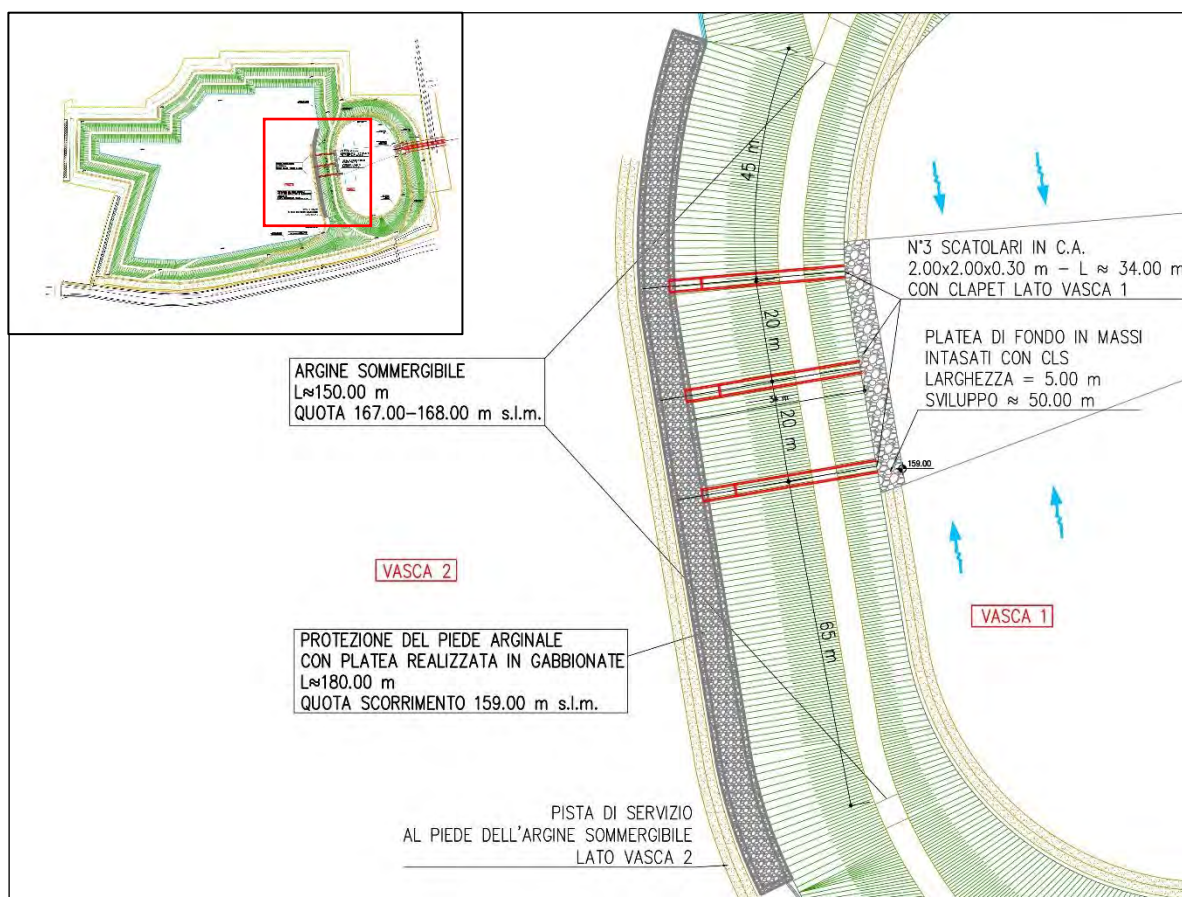 45 m
N°3 SCATOLARI IN C.A.
2.00x2.00x0.30 m – L ≈ 34.00 m
CON CLAPET LATO VASCA 1
20 m
PLATEA DI FONDO IN MASSI
INTASATI CON CLS
LARGHEZZA = 5.00 m
SVILUPPO ≈ 50.00 m
ARGINE SOMMERGIBILE
L≈150.00 m
QUOTA 167.00–168.00 m s.l.m.
20 m
159.00
VASCA 2
VASCA 1
PROTEZIONE DEL PIEDE ARGINALE
CON PLATEA REALIZZATA IN GABBIONATE
L≈180.00 m
QUOTA SCORRIMENTO 159.00 m s.l.m.
65 m
PISTA DI SERVIZIO
AL PIEDE DELL'ARGINE SOMMERGIBILE
LATO VASCA 2